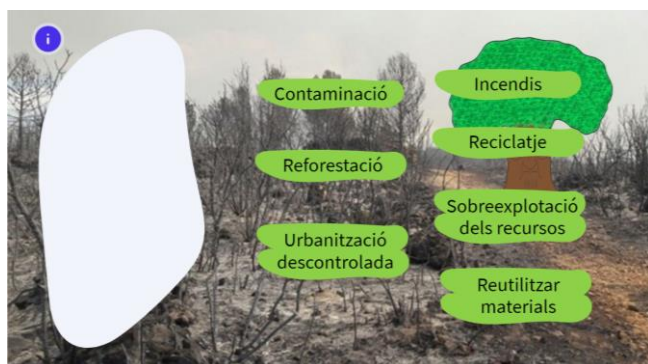 i
Contaminació
Incendis
Reforestació
Reciclatje
Urbanització
descontrolada
Sobreexplotació
dels recursos
Reutilitzar
materials